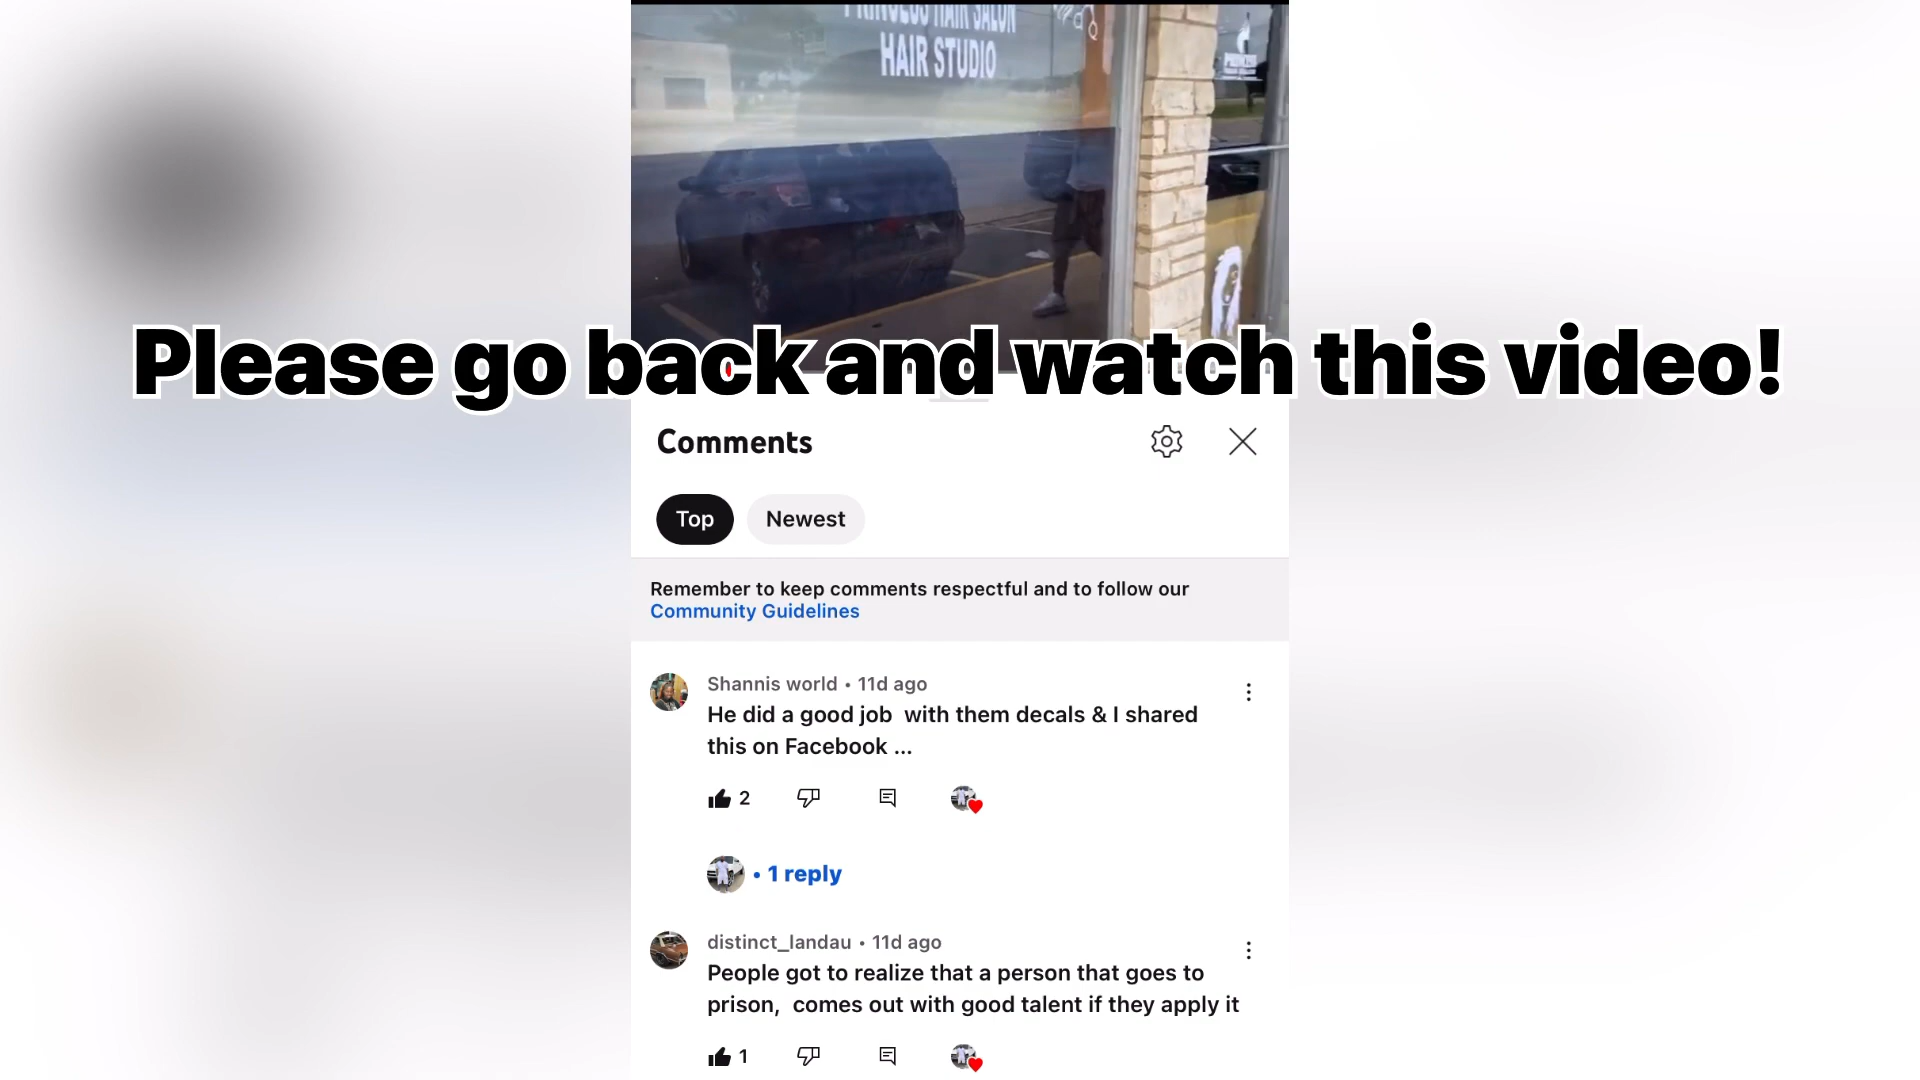 PRINCESS HAIR SALON
HAIR STUDIO
Please go back and watch this video!
Comments
Top
Newest
Remember to keep comments respectful and to follow our
Community Guidelines
Shannis world • 11d ago
He did a good job with them decals & I shared
this on Facebook ...
2
• 1 reply
distinct_landau • 11d ago
People got to realize that a person that goes to
prison, comes out with good talent if they apply it
1